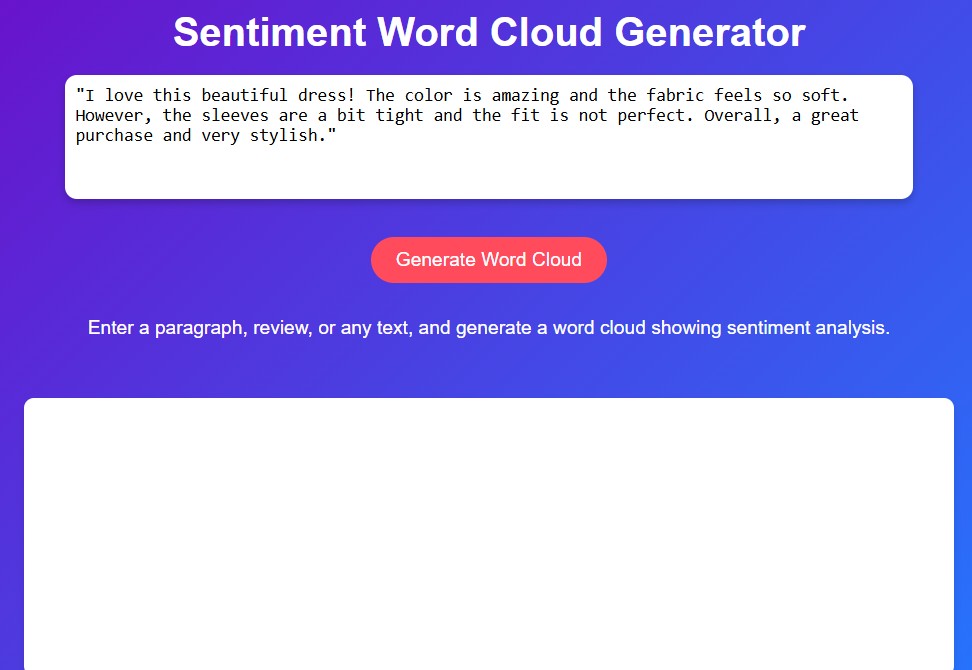 Sentiment Word Cloud Generator
"I love this beautiful dress! The color is amazing and the fabric feels so soft.
However, the sleeves are a bit tight and the fit is not perfect. Overall, a great
purchase and very stylish."
Generate Word Cloud
Enter a paragraph, review, or any text, and generate a word cloud showing sentiment analysis.